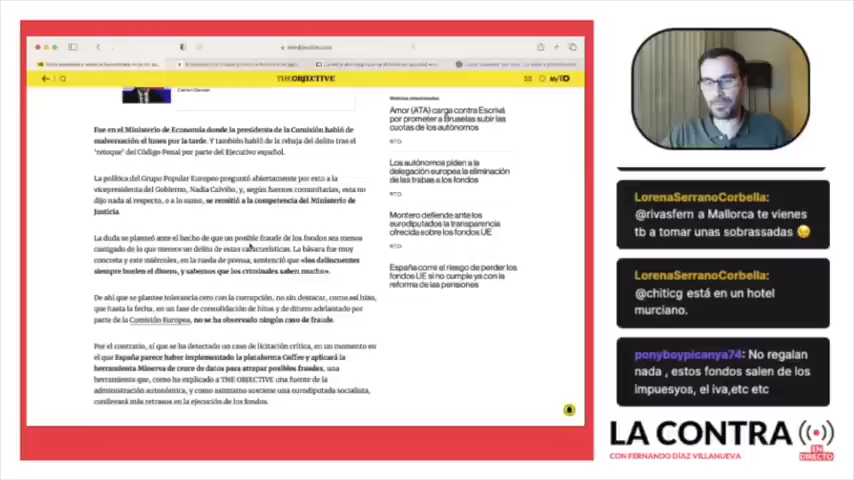 THE OBJECTIVE
Fue en el Ministerio de Economía donde la presidenta de la Comisión habló de
malversación el lunes por la tarde. Y también habló de la rebaja del delito tras el
'retoque' del Código Penal por parte del Ejecutivo español.
La política del Grupo Popular Europeo preguntó abiertamente por esto a la
vicepresidenta del Gobierno, Nadia Calviño, y, según fuentes comunitarias, esta no
dijo nada al respecto, o a lo sumo, se remitió a la competencia del Ministerio de
Justicia.
La duda se planteó ante el hecho de que un posible fraude de los fondos sea menos
castigado de lo que merece un delito de estas características. La bávara fue muy
concreta y este miércoles, en la rueda de prensa, sentenció que «los delincuentes
siempre huelen el dinero, y sabemos que los criminales saben mucho».
De ahí que se plantee tolerancia cero con la corrupción, no sin destacar, como así hizo,
que hasta la fecha, en un fase de consolidación de hitos y de dinero adelantado por
parte de la Comisión Europea, no se ha observado ningún caso de fraude.
Por el contrario, sí que se ha detectado un caso de licitación crítica, en un momento en
el que España parece haber implementado la plataforma Coffee y aplicará la
herramienta Minerva de cruce de datos para atrapar posibles fraudes, una
herramienta que, como ha explicado a THE OBJECTIVE una fuente de la
administración autonómica, y como asimismo sostiene una eurodiputada socialista,
conllevará más retrasos en la ejecución de los fondos.
Noticias relacionadas
Amor (ATA) carga contra Escrivá
por prometer a Bruselas subir las
cuotas de los autónomos
Los autónomos piden a la
delegación europea la eliminación
de las trabas a los fondos
Montero defiende ante los
eurodiputados la transparencia
ofrecida sobre los fondos UE
España corre el riesgo de perder los
fondos UE si no cumple ya con la
reforma de las pensiones
LorenaSerranoCorbella:
@rivasfern a Mallorca te vienes
tb a tomar unas sobrassadas 😉
LorenaSerranoCorbella:
@chiticg está en un hotel
murciano.
ponyboypicanya74: No regalan
nada , estos fondos salen de los
impuesyos, el iva,etc etc
LA CONTRA
EN DIRECTO
CON FERNANDO DÍAZ VILLANUEVA